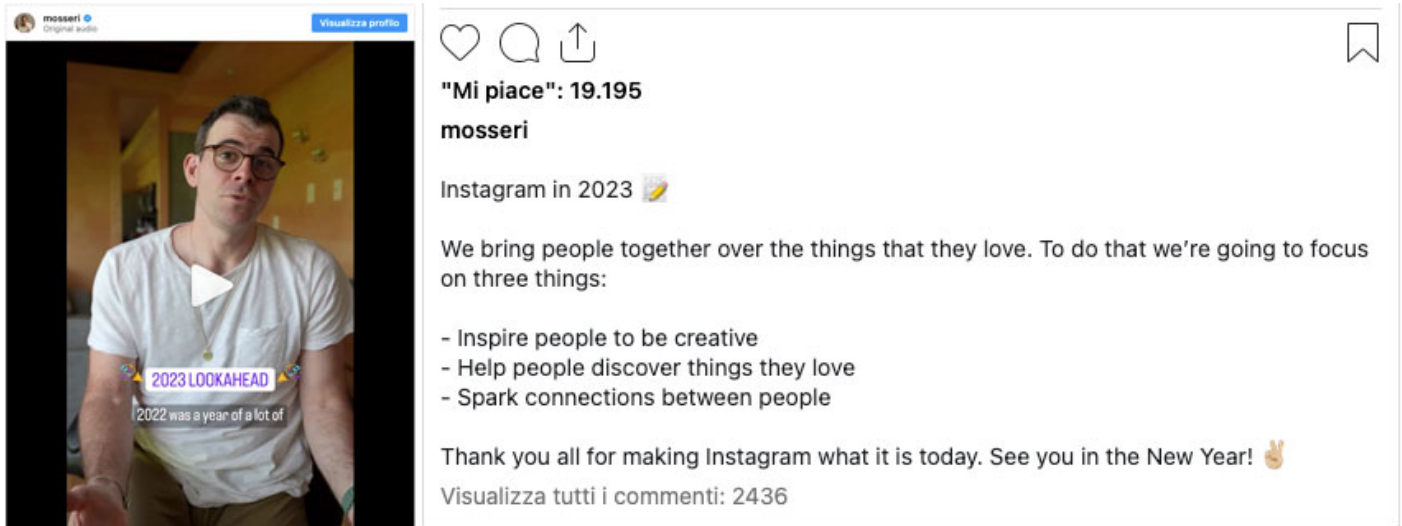 mosseri
Original audio
Visualizza profilo
2023 LOOKAHEAD
2022 was a year of a lot of
"Mi piace": 19.195
mosseri
Instagram in 2023 📝
We bring people together over the things that they love. To do that we’re going to focus
on three things:
- Inspire people to be creative
- Help people discover things they love
- Spark connections between people
Thank you all for making Instagram what it is today. See you in the New Year! ✌🏼
Visualizza tutti i commenti: 2436